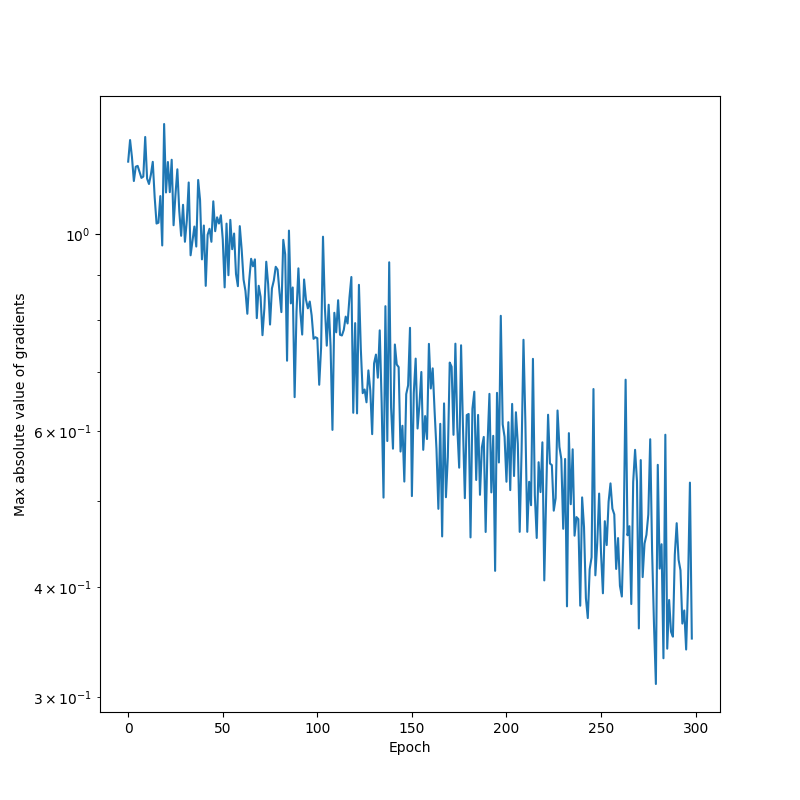 Max absolute value of gradients
10⁰
6 × 10⁻¹
4 × 10⁻¹
3 × 10⁻¹
0 50 100 150 200 250 300
Epoch